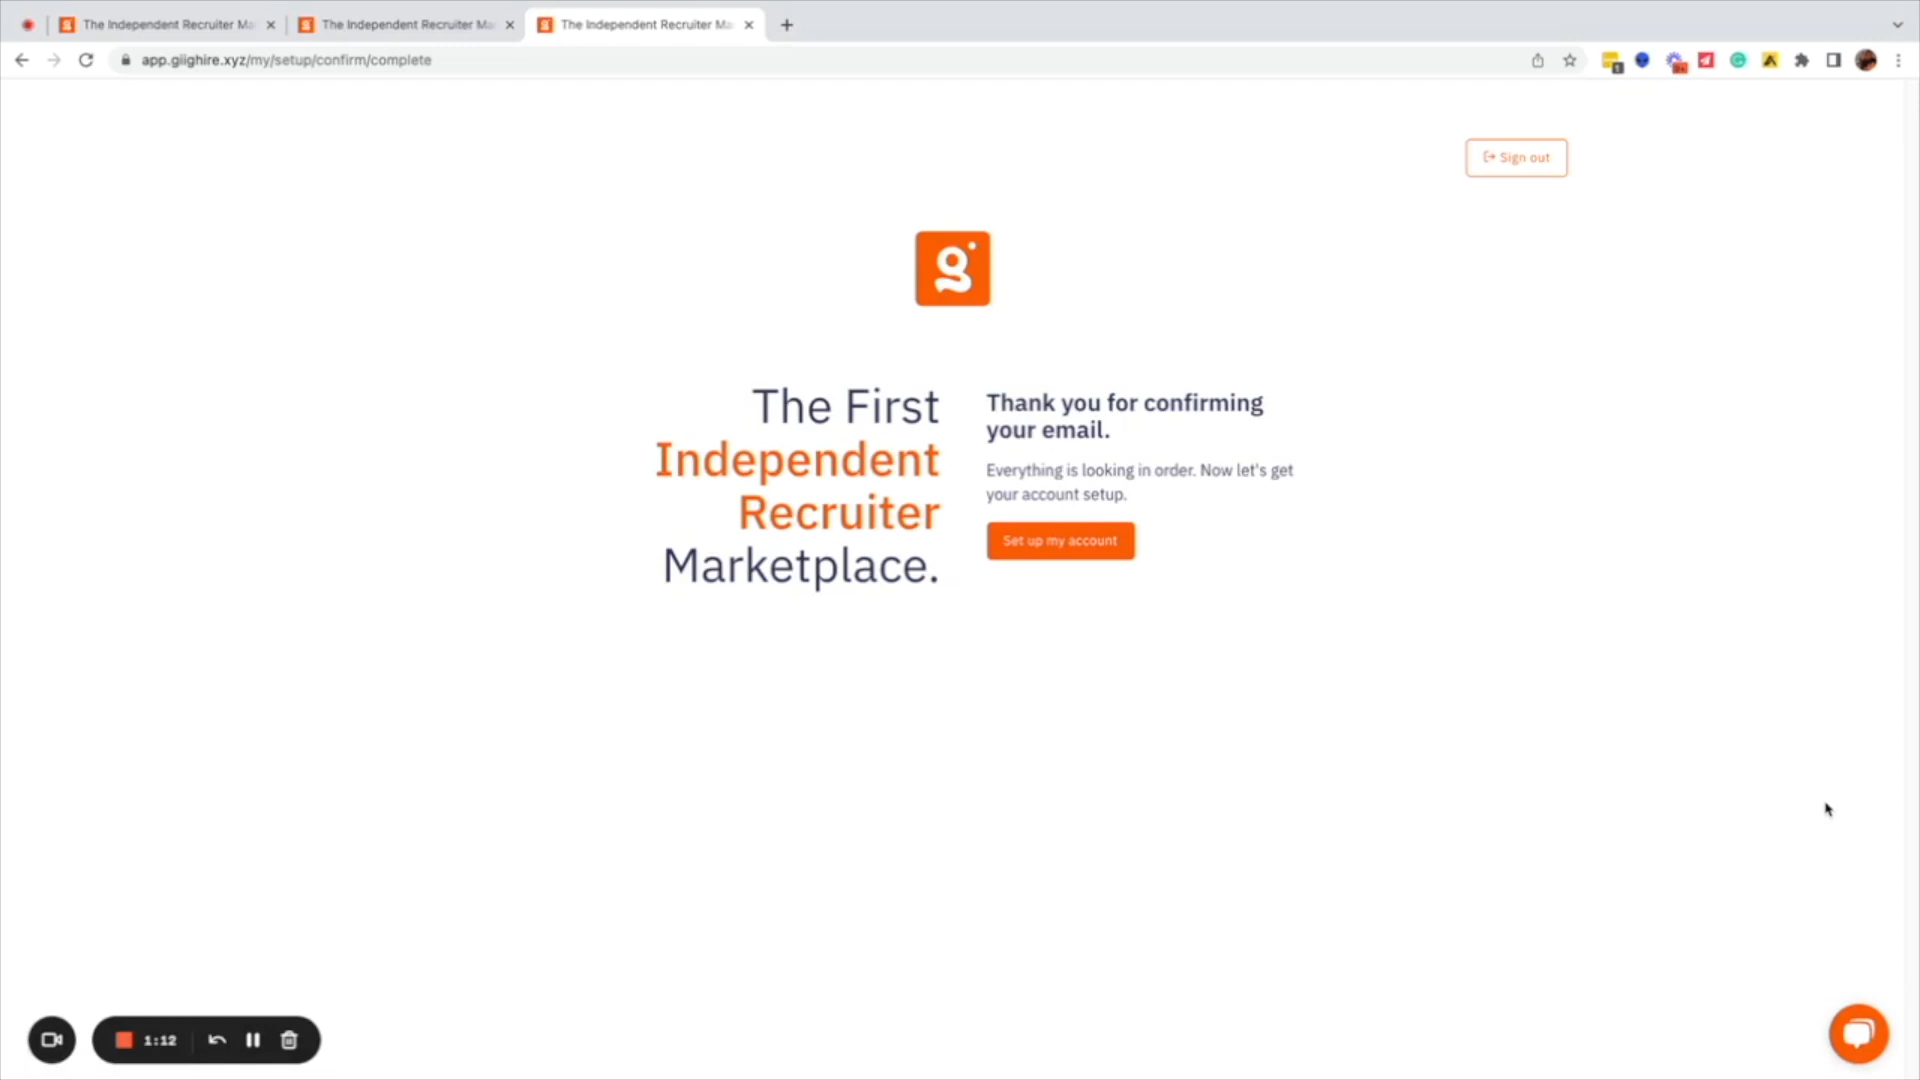 The Independent Recruiter Ma
The Independent Recruiter Ma
The Independent Recruiter Ma
app.giighire.xyz/my/setup/confirm/complete
Sign out
g
The First
Independent
Recruiter
Marketplace.
Thank you for confirming
your email.
Everything is looking in order. Now let's get
your account setup.
Set up my account
1:12